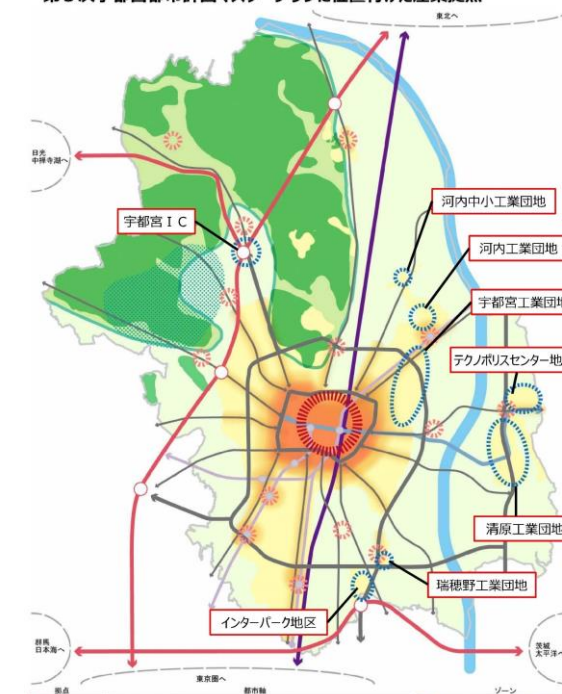 東北へ
日光
中禅寺湖へ
河内中小工業団地
宇都宮IC
河内工業団地
宇都宮工業団地
テクノポリスセンター地
清原工業団地
瑞穂野工業団地
インターパーク地区
群馬
日本海へ
茨城
太平洋へ
東京圏へ
拠点
都市軸
ゾーン